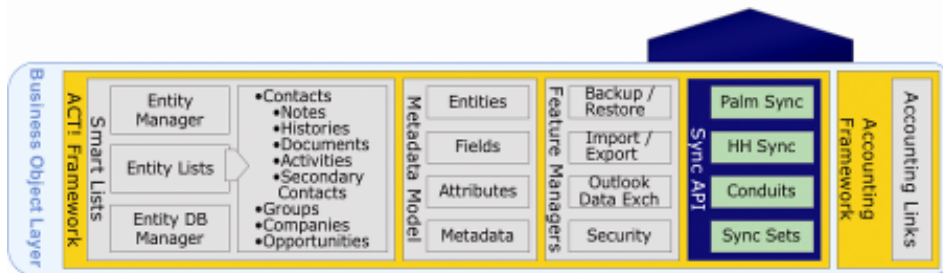 Business Object Layer
ACT! Framework
Smart Lists
Entity
Manager
Entity Lists
Entity DB
Manager
•Contacts
•Notes
•Histories
•Documents
•Activities
•Secondary
Contacts
•Groups
•Companies
•Opportunities
Metadata Model
Entities
Fields
Attributes
Metadata
Feature Managers
Backup /
Restore
Import /
Export
Outlook
Data Exch
Security
Sync API
Palm Sync
HH Sync
Conduits
Sync Sets
Accounting
Framework
Accounting Links